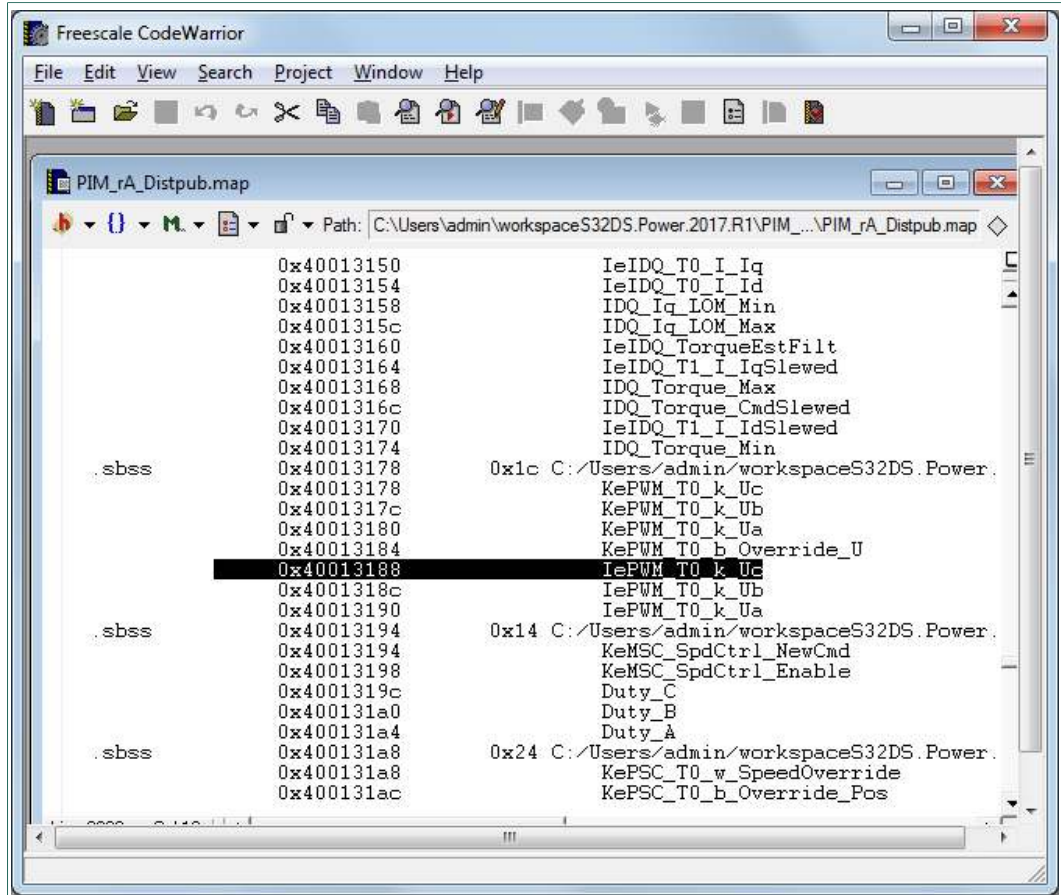 Freescale CodeWarrior
File Edit View Search Project Window Help
PIM_rA_Distpub.map
{} M. Path: C:\Users\admin\workspaceS32DS.Power.2017.R1\PIM_...\PIM_rA_Distpub.map
0x40013150 IeIDQ_T0_I_Iq
0x40013154 IeIDQ_T0_I_Id
0x40013158 IDQ_Iq_LOM_Min
0x4001315c IDQ_Iq_LOM_Max
0x40013160 IeIDQ_TorqueEstFilt
0x40013164 IeIDQ_T1_I_IqSlewed
0x40013168 IDQ_Torque_Max
0x4001316c IDQ_Torque_CmdSlewed
0x40013170 IeIDQ_T1_I_IdSlewed
0x40013174 IDQ_Torque_Min
.sbss 0x40013178 0x1c C:/Users/admin/workspaceS32DS.Power.
0x40013178 KePWM_T0_k_Uc
0x4001317c KePWM_T0_k_Ub
0x40013180 KePWM_T0_k_Ua
0x40013184 KePWM_T0_b_Override_U
0x40013188 IePWM_T0_k_Uc
0x4001318c IePWM_T0_k_Ub
0x40013190 IePWM_T0_k_Ua
.sbss 0x40013194 0x14 C:/Users/admin/workspaceS32DS.Power.
0x40013194 KeMSC_SpdCtrl_NewCmd
0x40013198 KeMSC_SpdCtrl_Enable
0x4001319c Duty_C
0x400131a0 Duty_B
0x400131a4 Duty_A
.sbss 0x400131a8 0x24 C:/Users/admin/workspaceS32DS.Power.
0x400131a8 KePSC_T0_w_SpeedOverride
0x400131ac KePSC_T0_b_Override_Pos